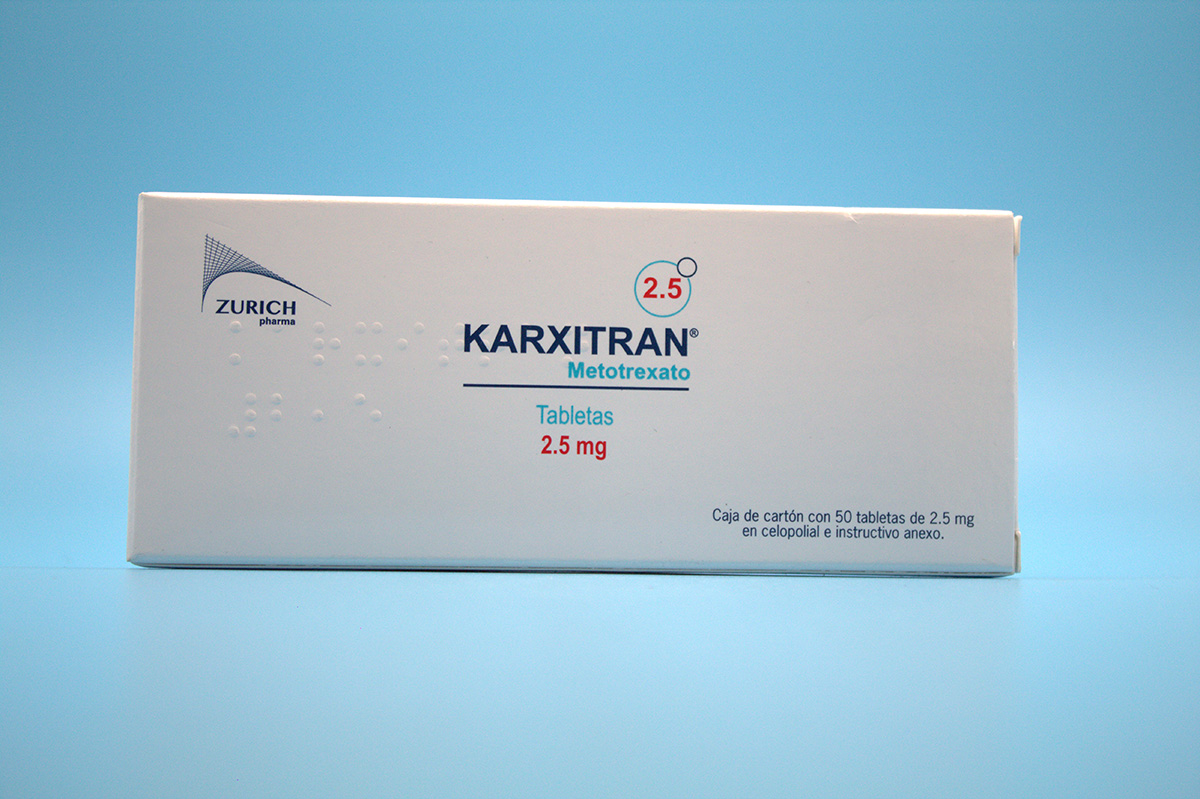 ZURICH
pharma
2.5
KARXITRAN®
Metotrexato
Tabletas
2.5 mg
Caja de cartón con 50 tabletas de 2.5 mg
en celopolial e instructivo anexo.